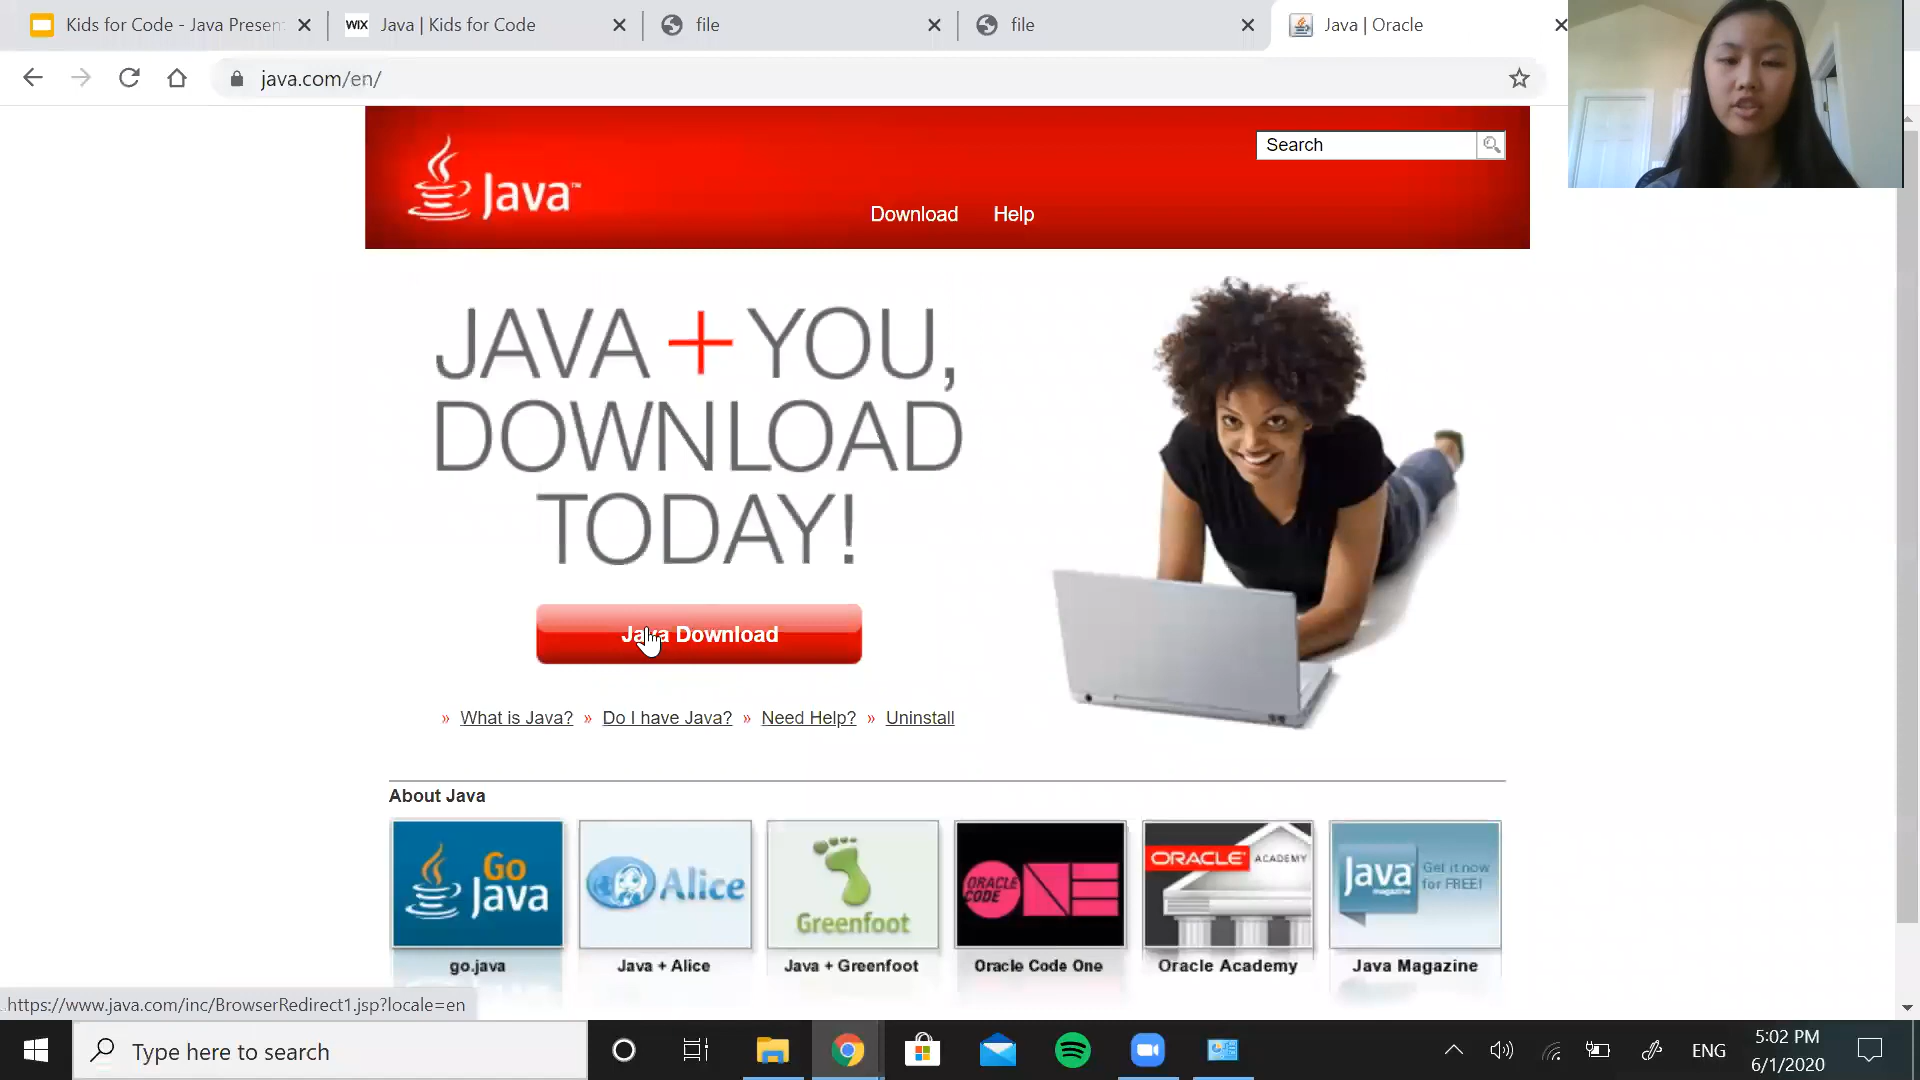 Kids for Code - Java Presen
WIX Java | Kids for Code
file
file
Java | Oracle
java.com/en/
Search
Java™
Download Help
JAVA + YOU,
DOWNLOAD
TODAY!
Java Download
» What is Java? » Do I have Java? » Need Help? » Uninstall
About Java
Go Java
Alice
Greenfoot
ORACLE CODE ONE
ORACLE ACADEMY
Java magazine Get it now for FREE!
go.java
Java + Alice
Java + Greenfoot
Oracle Code One
Oracle Academy
Java Magazine
https://www.java.com/inc/BrowserRedirect1.jsp?locale=en
Type here to search
ENG
5:02 PM
6/1/2020